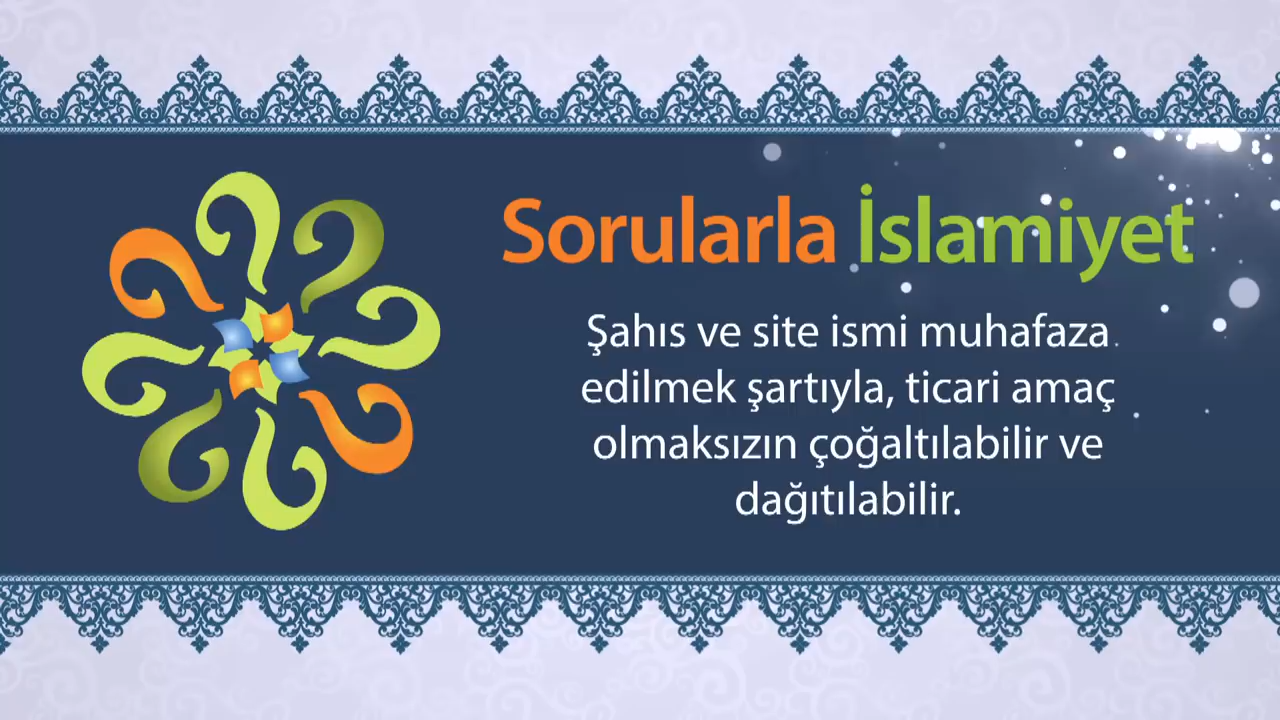 Sorularla İslamiyet
Şahıs ve site ismi muhafaza
edilmek şartıyla, ticari amaç
olmaksızın çoğaltılabilir ve
dağıtılabilir.